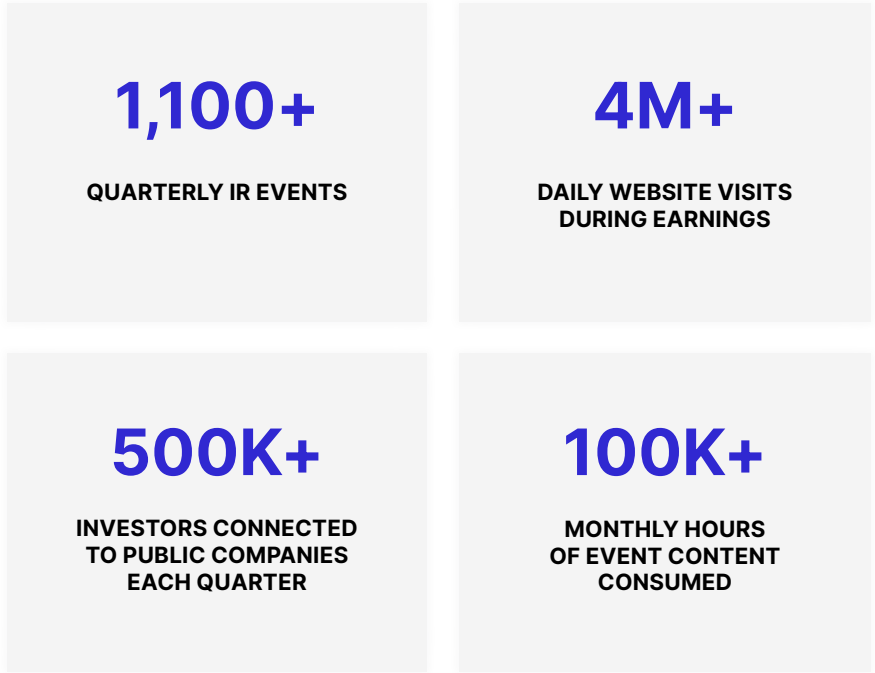 1,100+
QUARTERLY IR EVENTS
4M+
DAILY WEBSITE VISITS
DURING EARNINGS
500K+
INVESTORS CONNECTED
TO PUBLIC COMPANIES
EACH QUARTER
100K+
MONTHLY HOURS
OF EVENT CONTENT
CONSUMED